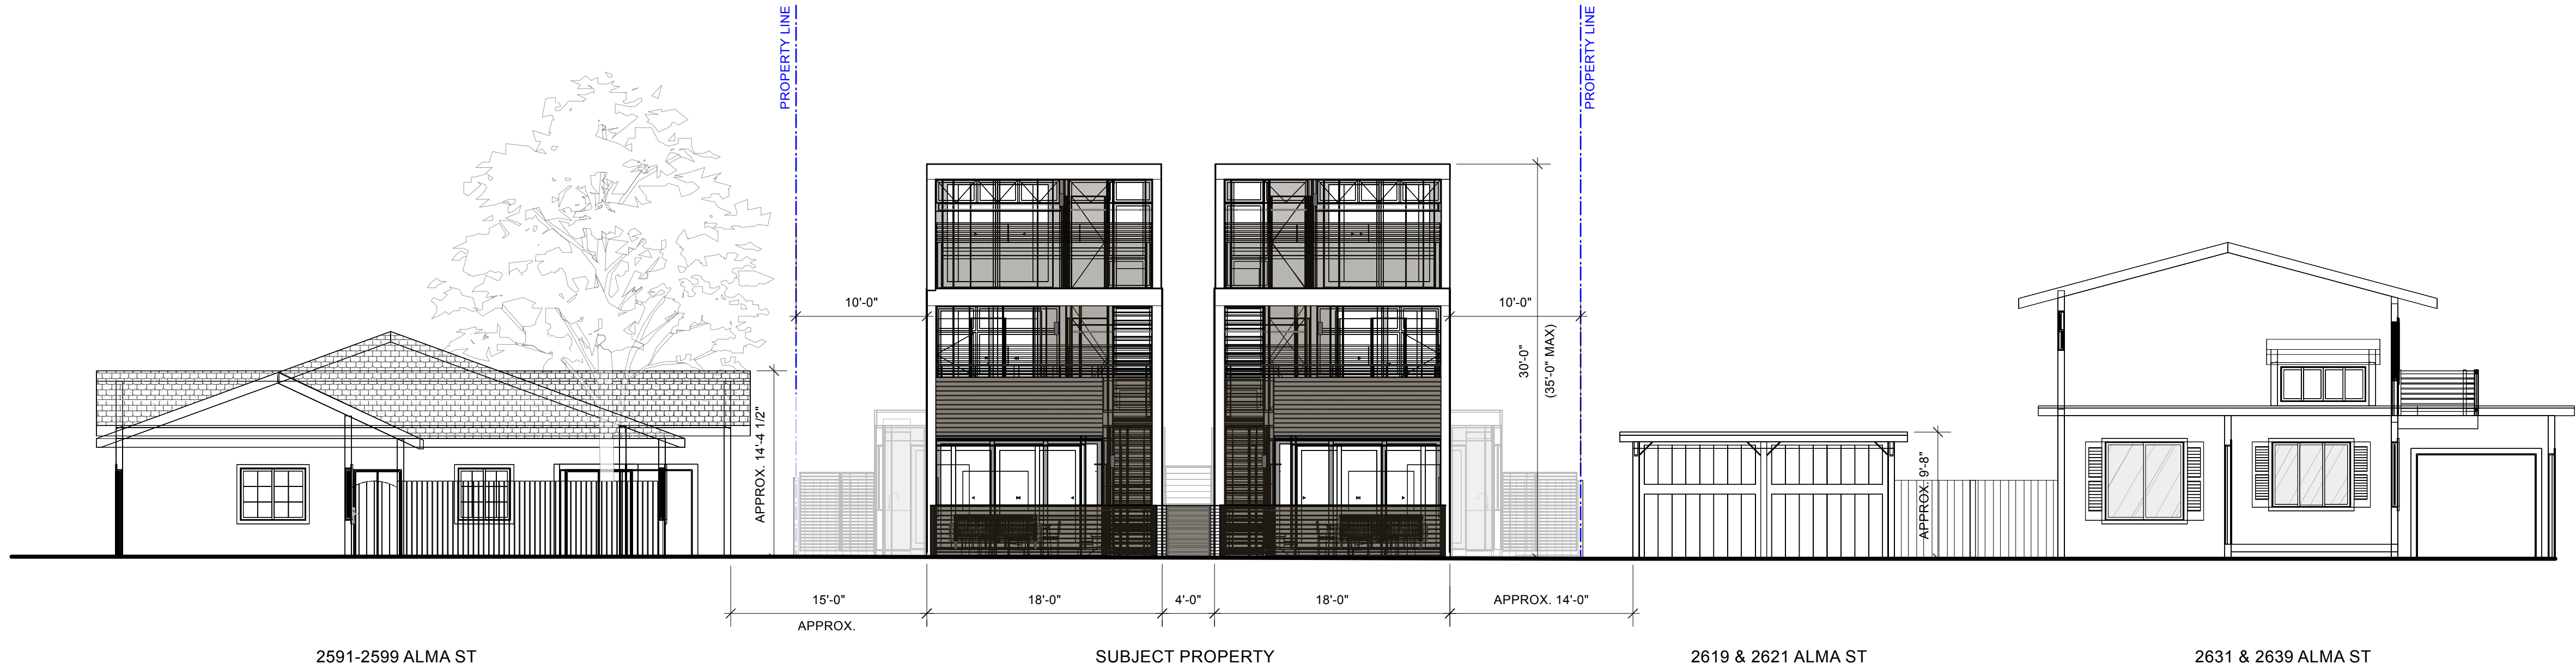 PROPERTY LINE
PROPERTY LINE
10'-0"
10'-0"
30'-0"
(35'-0" MAX)
APPROX. 14'-4 1/2"
APPROX. 9'-8"
15'-0"
APPROX.
18'-0"
4'-0"
18'-0"
APPROX. 14'-0"
2591-2599 ALMA ST
SUBJECT PROPERTY
2619 & 2621 ALMA ST
2631 & 2639 ALMA ST